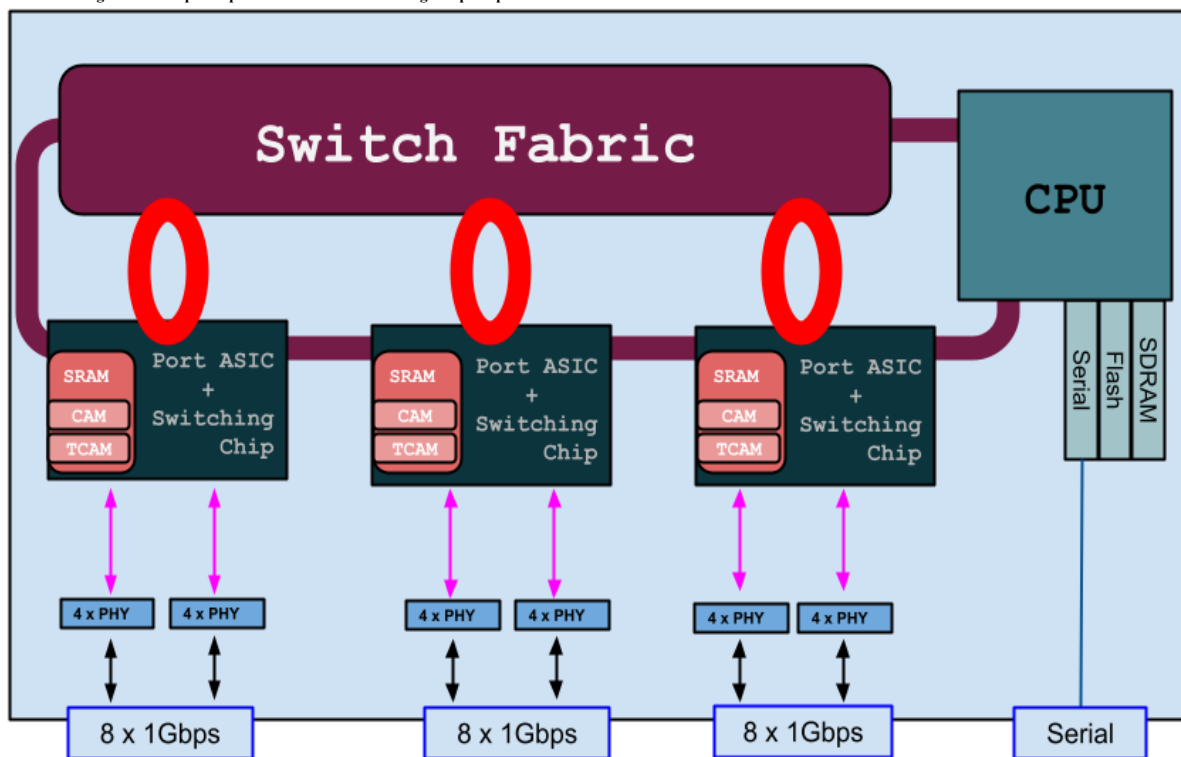 Switch Fabric
CPU
Serial
Flash
SDRAM
SRAM
CAM
TCAM
Port ASIC
+
Switching
Chip
SRAM
CAM
TCAM
Port ASIC
+
Switching
Chip
SRAM
CAM
TCAM
Port ASIC
+
Switching
Chip
4 x PHY
4 x PHY
4 x PHY
4 x PHY
4 x PHY
4 x PHY
8 x 1Gbps
8 x 1Gbps
8 x 1Gbps
Serial